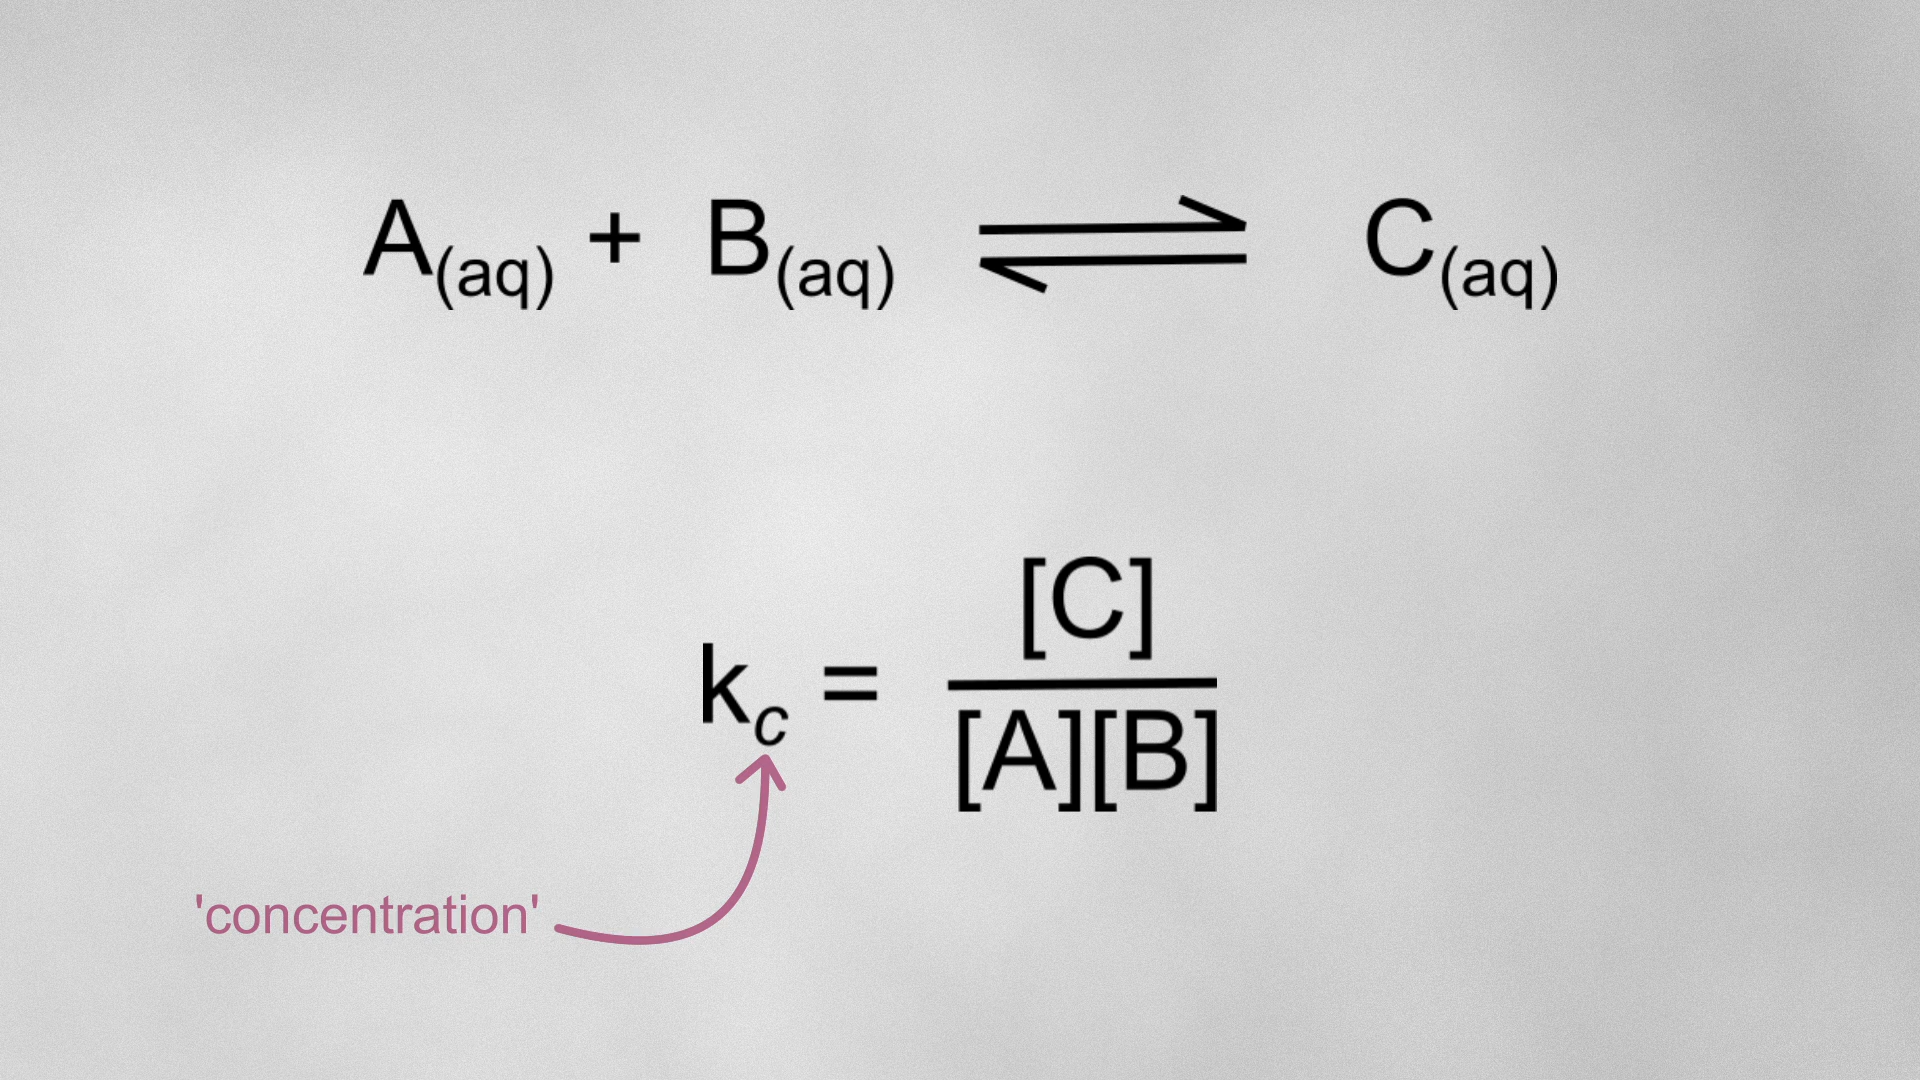 A(aq) + B(aq) ⇌ C(aq)
kc = [C]
[A][B]
'concentration'